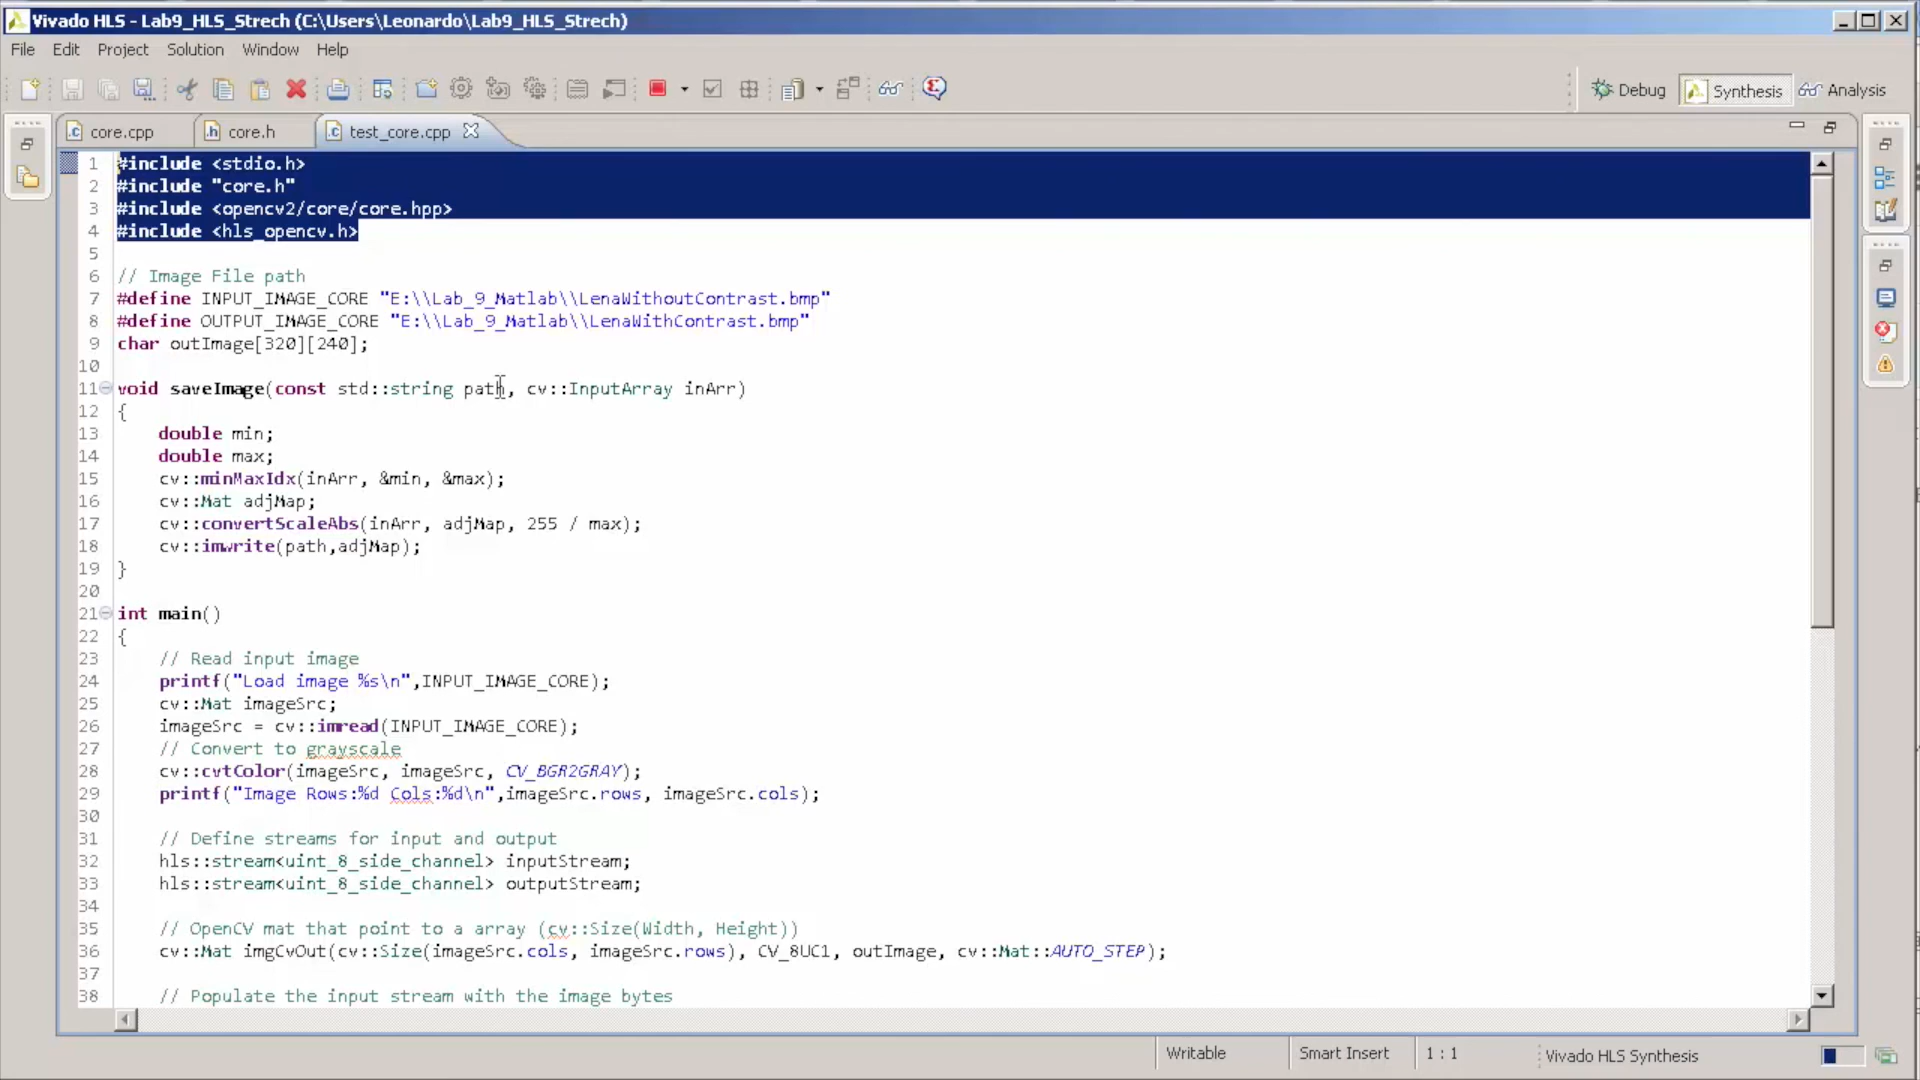 Vivado HLS - Lab9_HLS_Strech (C:\Users\Leonardo\Lab9_HLS_Strech)
File Edit Project Solution Window Help
Debug Synthesis Analysis
core.cpp core.h test_core.cpp
1 #include <stdio.h>
2 #include "core.h"
3 #include <opencv2/core/core.hpp>
4 #include <hls_opencv.h>
5
6 // Image File path
7 #define INPUT_IMAGE_CORE "E:\\Lab_9_Matlab\\LenaWithoutContrast.bmp"
8 #define OUTPUT_IMAGE_CORE "E:\\Lab_9_Matlab\\LenaWithContrast.bmp"
9 char outImage[320][240];
10
11 void saveImage(const std::string path, cv::InputArray inArr)
12 {
13 double min;
14 double max;
15 cv::minMaxIdx(inArr, &min, &max);
16 cv::Mat adjMap;
17 cv::convertScaleAbs(inArr, adjMap, 255 / max);
18 cv::imwrite(path,adjMap);
19 }
20
21 int main()
22 {
23 // Read input image
24 printf("Load image %s\n",INPUT_IMAGE_CORE);
25 cv::Mat imageSrc;
26 imageSrc = cv::imread(INPUT_IMAGE_CORE);
27 // Convert to grayscale
28 cv::cvtColor(imageSrc, imageSrc, CV_BGR2GRAY);
29 printf("Image Rows:%d Cols:%d\n",imageSrc.rows, imageSrc.cols);
30
31 // Define streams for input and output
32 hls::stream<uint_8_side_channel> inputStream;
33 hls::stream<uint_8_side_channel> outputStream;
34
35 // OpenCV mat that point to a array (cv::Size(Width, Height))
36 cv::Mat imgCvOut(cv::Size(imageSrc.cols, imageSrc.rows), CV_8UC1, outImage, cv::Mat::AUTO_STEP);
37
38 // Populate the input stream with the image bytes
Writable Smart Insert 1 : 1 Vivado HLS Synthesis